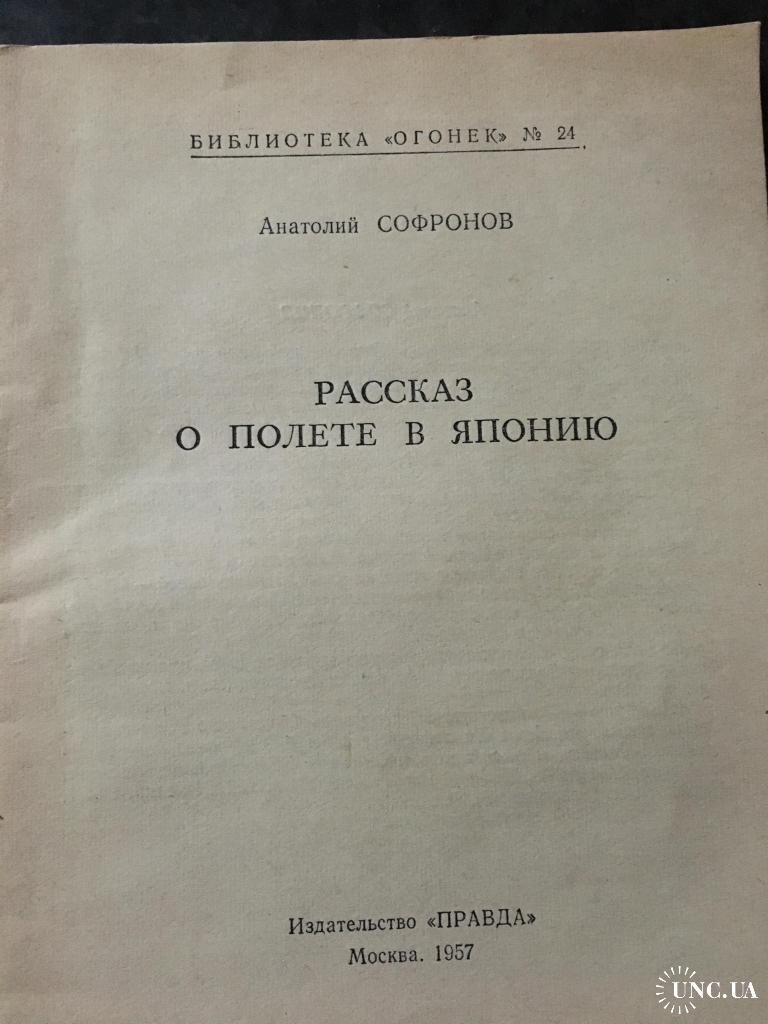 БИБЛИОТЕКА «ОГОНЕК» № 24
Анатолий СОФРОНОВ
РАССКАЗ
О ПОЛЕТЕ В ЯПОНИЮ
Издательство «ПРАВДА»
Москва. 1957
UNC.UA